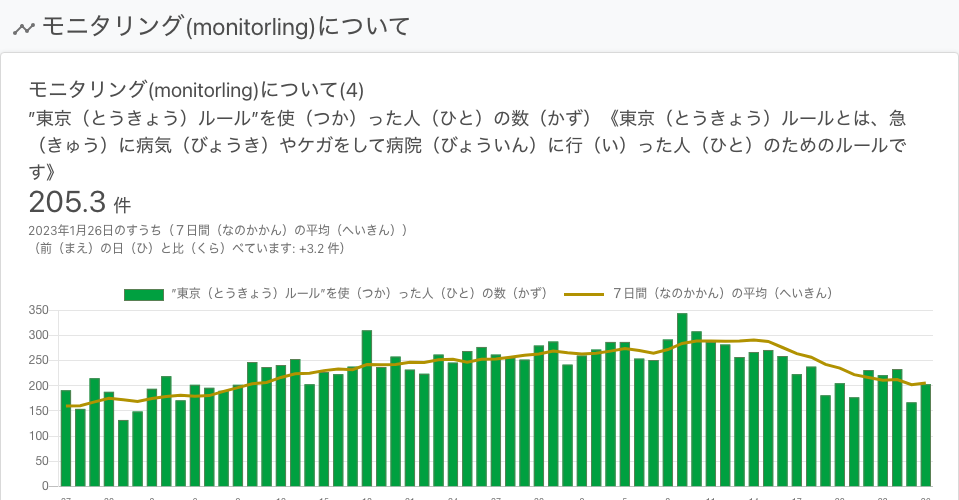 モニタリング(monitorling)について
モニタリング(monitorling)について(4)
”東京（とうきょう）ルール”を使（つか）った人（ひと）の数（かず）《東京（とうきょう）ルールとは、急
（きゅう）に病気（びょうき）やケガをして病院（びょういん）に行（い）った人（ひと）のためのルールで
す》
205.3 件
2023年1月26日のすうち（７日間（なのかかん）の平均（へいきん））
（前（まえ）の日（ひ）と比（くら）べています: +3.2 件）
”東京（とうきょう）ルール”を使（つか）った人（ひと）の数（かず） ７日間（なのかかん）の平均（へいきん）
350
300
250
200
150
100
50
0